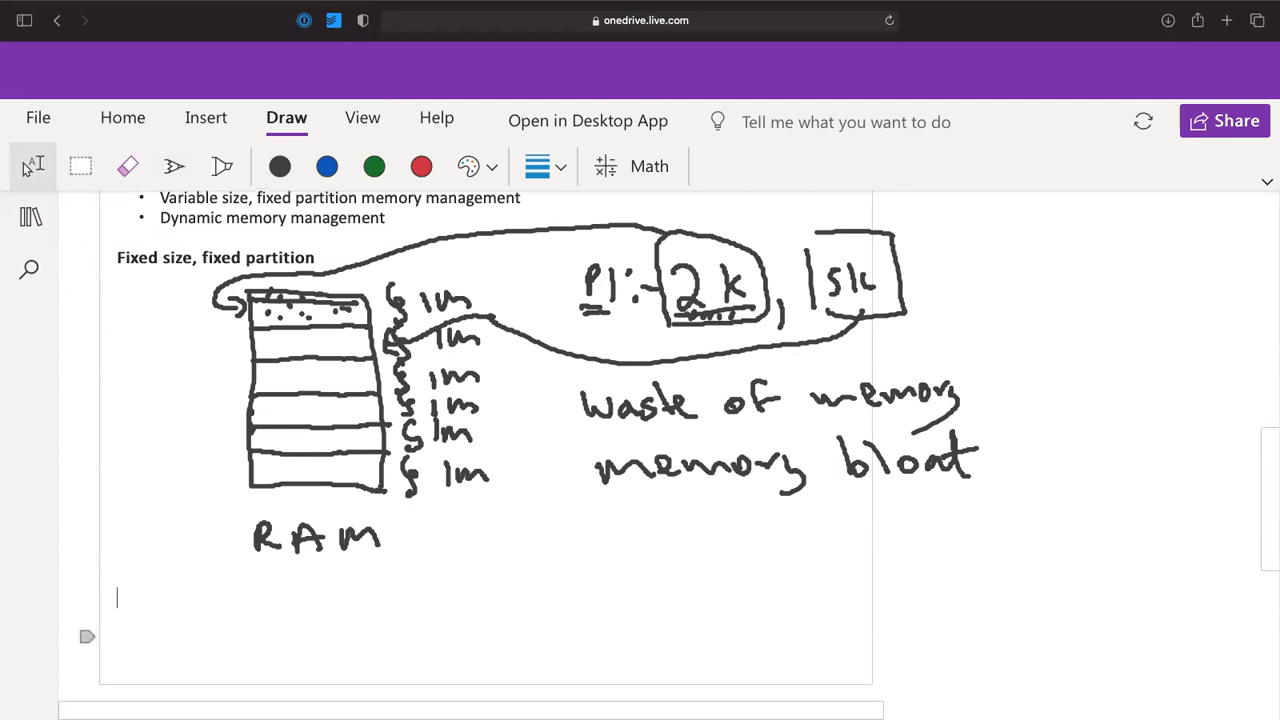 onedrive.live.com
File Home Insert Draw View Help Open in Desktop App Tell me what you want to do Share
Math
• Variable size, fixed partition memory management
• Dynamic memory management
Fixed size, fixed partition
P1:- 2k, 5k
1m
1m
1m
1m
1m
1m
waste of memory
memory bloat
RAM